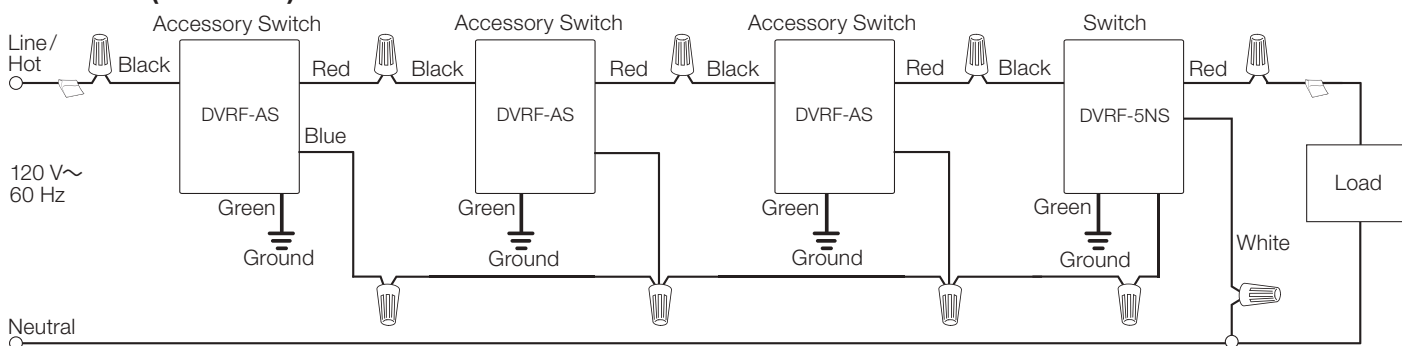 Accessory Switch
Accessory Switch
Accessory Switch
Switch
Line/
Hot
Black
Red
Black
Red
Black
Red
Black
Red
DVRF-AS
DVRF-AS
DVRF-AS
DVRF-5NS
Blue
120 V~
60 Hz
Load
Green
Green
Green
Green
Ground
Ground
Ground
Ground
White
Neutral